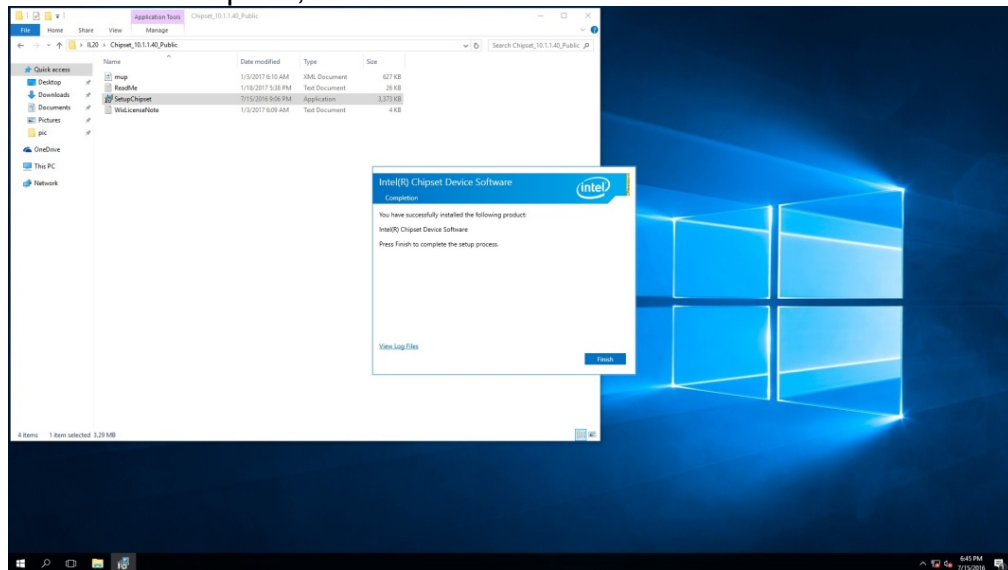 Application Tools
Chipset_10.1.1.40_Public
File
Home
Share
View
Manage
IL20 > Chipset_10.1.1.40_Public
Search Chipset_10.1.1.40_Public
Name
Date modified
Type
Size
Quick access
Desktop
Downloads
Documents
Pictures
pic
OneDrive
This PC
Network
mup 1/3/2017 6:10 AM XML Document 627 KB
ReadMe 1/18/2017 5:38 PM Text Document 28 KB
SetupChipset 7/15/2016 9:06 PM Application 3,373 KB
WixLicenseNote 1/3/2017 6:09 AM Text Document 4 KB
4 items 1 item selected 3.29 MB
Intel(R) Chipset Device Software
Completion
intel
You have successfully installed the following product:
Intel(R) Chipset Device Software
Press Finish to complete the setup process.
View Log Files
Finish
6:45 PM
7/15/2016